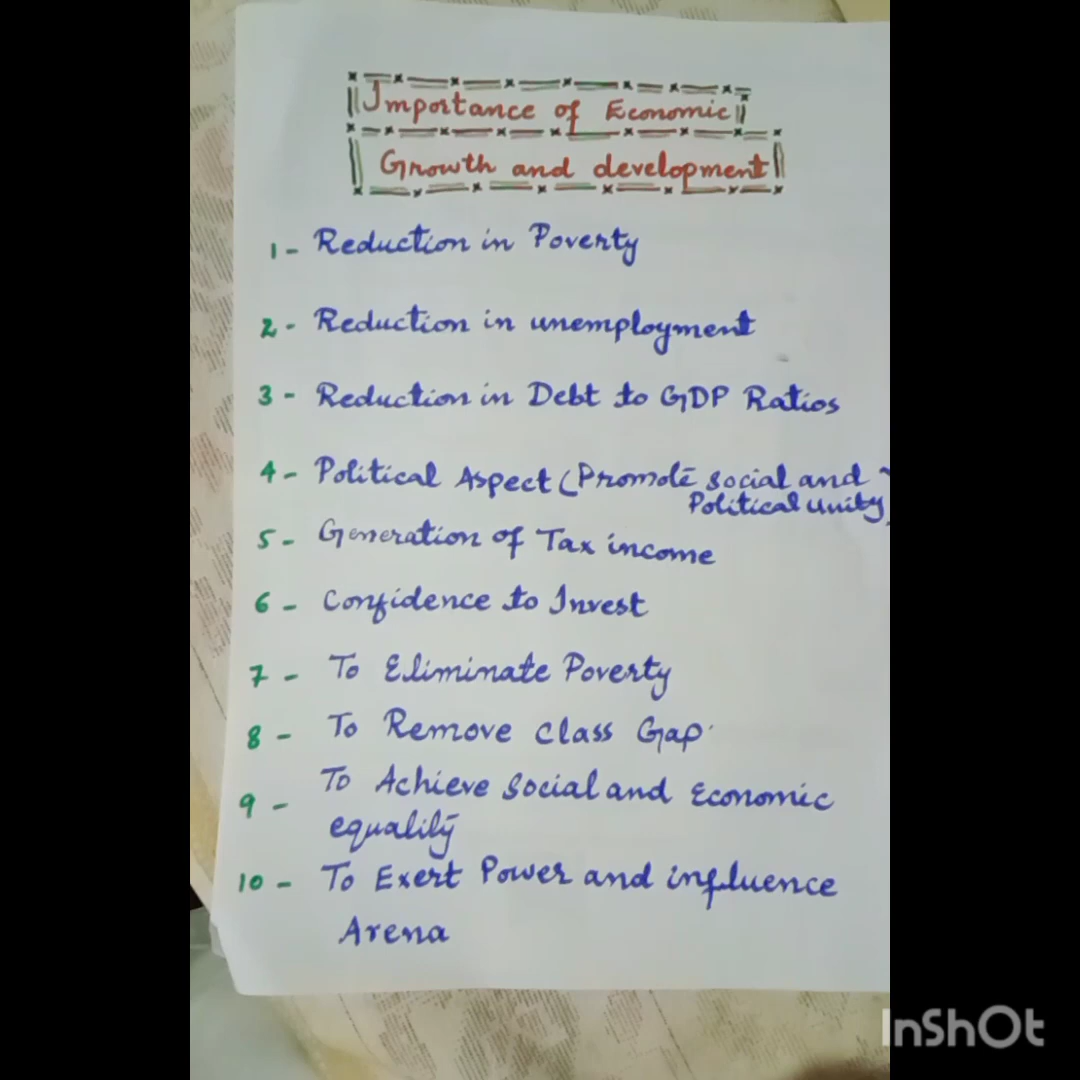 Importance of Economic
Growth and development
1- Reduction in Poverty
2- Reduction in unemployment
3- Reduction in Debt to GDP Ratios
4- Political Aspect (Promote social and
Political unity)
5- Generation of Tax income
6- Confidence to Invest
7- To Eliminate Poverty
8- To Remove class Gap
9- To Achieve social and Economic
equality
10- To Exert Power and influence
Arena
InShOt